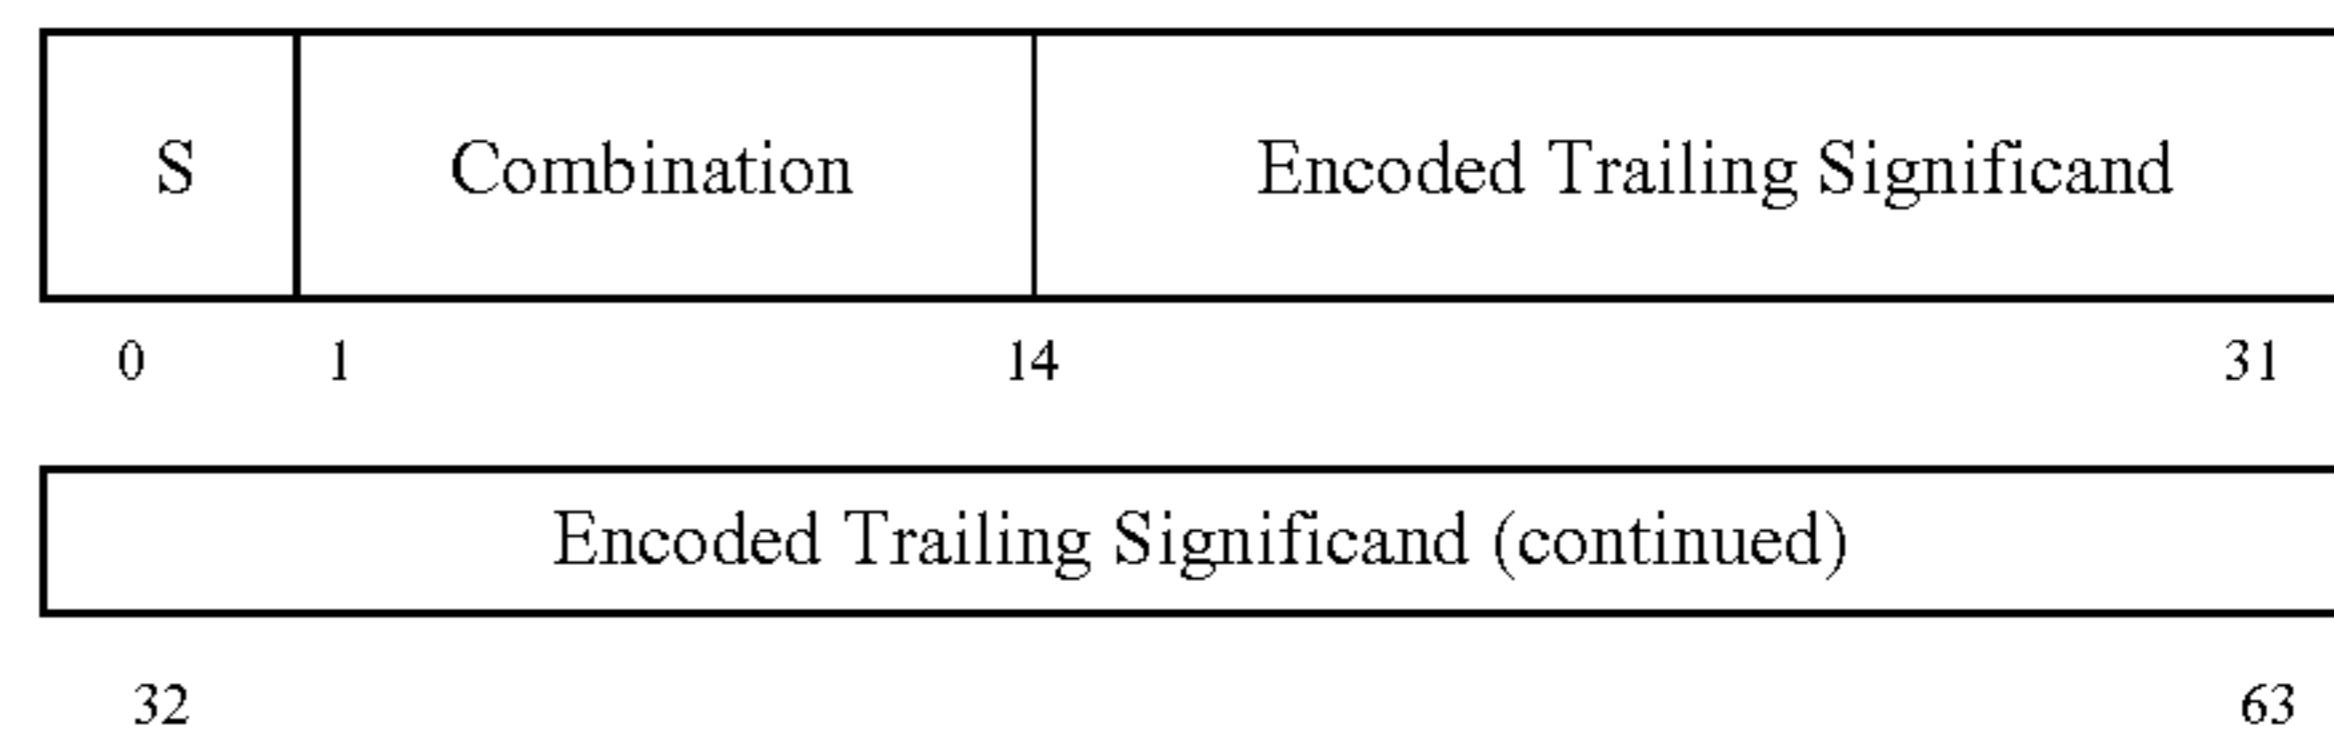 S Combination Encoded Trailing Significand
0 1 14 31
Encoded Trailing Significand (continued)
32 63